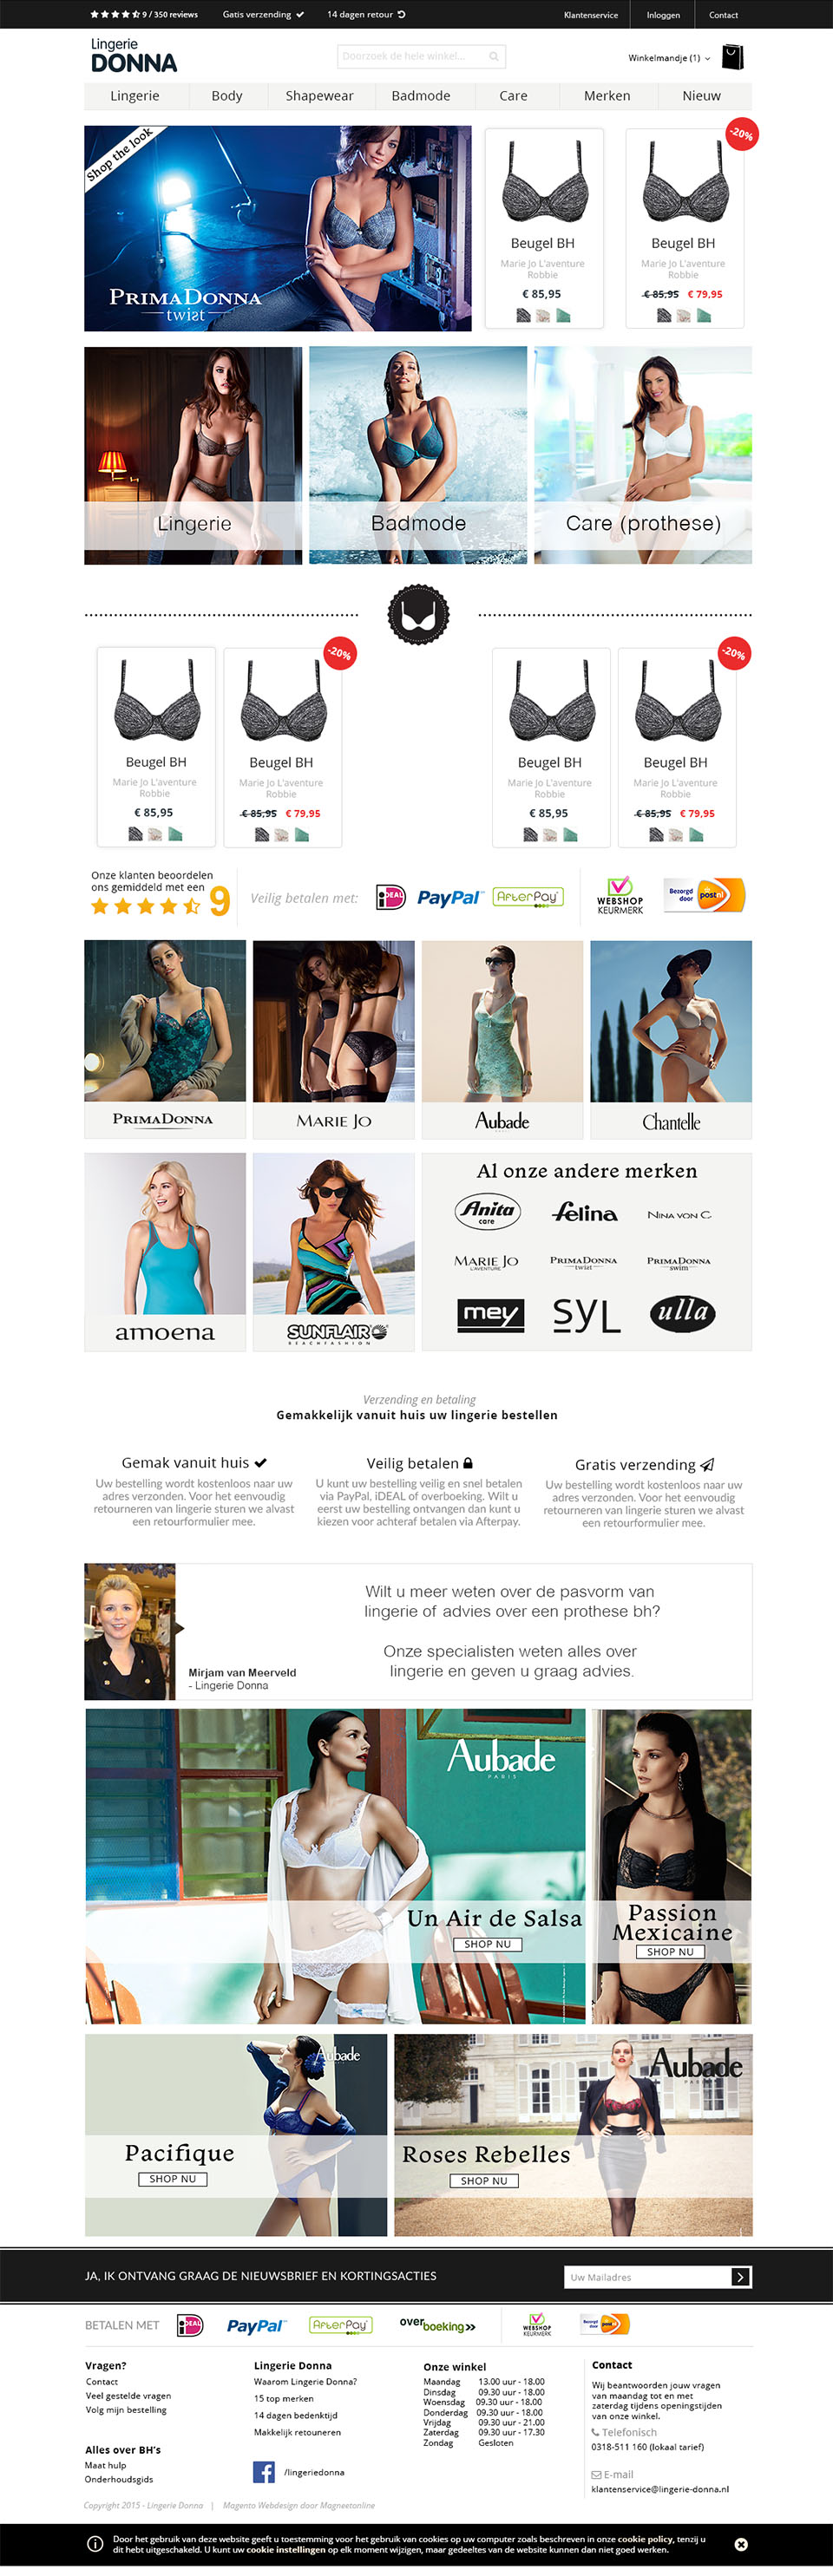 9 / 350 reviews Gatis verzending 14 dagen retour Klantenservice Inloggen Contact
Lingerie
DONNA
Doorzoek de hele winkel...
Winkelmandje (1)
Lingerie Body Shapewear Badmode Care Merken Nieuw
Shop the look
PRIMADONNA
twist
-20%
Beugel BH Beugel BH
Marie Jo L'aventure Marie Jo L'aventure
Robbie Robbie
€ 85,95 € 85,95 € 79,95
Lingerie Badmode Care (prothese)
-20% -20%
Beugel BH Beugel BH Beugel BH Beugel BH
Marie Jo L'aventure Marie Jo L'aventure Marie Jo L'aventure Marie Jo L'aventure
Robbie Robbie Robbie Robbie
€ 85,95 € 85,95 € 79,95 € 85,95 € 85,95 € 79,95
Onze klanten beoordelen
ons gemiddeld met een 9
Veilig betalen met: iDEAL PayPal AfterPay
WEBSHOP
KEURMERK
Bezorgd
door postnl
PRIMADONNA MARIE JO Aubade Chantelle
amoena
SUNFLAIR
BEACHFASHION
Al onze andere merken
Anita
care
felina NINA VON C.
MARIE JO
L'AVENTURE
PRIMADONNA
twist
PRIMADONNA
swim
mey SYL ulla
Verzending en betaling
Gemakkelijk vanuit huis uw lingerie bestellen
Gemak vanuit huis
Uw bestelling wordt kostenloos naar uw
adres verzonden. Voor het eenvoudig
retourneren van lingerie sturen we alvast
een retourformulier mee.
Veilig betalen
U kunt uw bestelling veilig en snel betalen
via PayPal, iDEAL of overboeking. Wilt u
eerst uw bestelling ontvangen dan kunt u
kiezen voor achteraf betalen via Afterpay.
Gratis verzending
Uw bestelling wordt kostenloos naar uw
adres verzonden. Voor het eenvoudig
retourneren van lingerie sturen we alvast
een retourformulier mee.
Mirjam van Meerveld
- Lingerie Donna
Wilt u meer weten over de pasvorm van
lingerie of advies over een prothese bh?
Onze specialisten weten alles over
lingerie en geven u graag advies.
Aubade
PARIS
Un Air de Salsa
SHOP NU
Passion
Mexicaine
SHOP NU
Aubade
Pacifique
SHOP NU
Aubade
Roses Rebelles
SHOP NU
JA, IK ONTVANG GRAAG DE NIEUWSBRIEF EN KORTINGSACTIES
Uw Mailadres
BETALEN MET iDEAL PayPal AfterPay overboeking
WEBSHOP
KEURMERK
Bezorgd
door postnl
Vragen?
Contact
Veel gestelde vragen
Volg mijn bestelling
Alles over BH's
Maat hulp
Onderhoudsgids
Lingerie Donna
Waarom Lingerie Donna?
15 top merken
14 dagen bedenktijd
Makkelijk retouneren
/lingeriedonna
Onze winkel
Maandag 13.00 uur - 18.00
Dinsdag 09.30 uur - 18.00
Woensdag 09.30 uur - 18.00
Donderdag 09.30 uur - 18.00
Vrijdag 09.30 uur - 21.00
Zaterdag 09.30 uur - 17.30
Zondag Gesloten
Contact
Wij beantwoorden jouw vragen
van maandag tot en met
zaterdag tijdens openingstijden
van onze winkel.
Telefonisch
0318-511 160 (lokaal tarief)
E-mail
klantenservice@lingerie-donna.nl
Copyright 2015 - Lingerie Donna | Magento Webdesign door Magneetonline
Door het gebruik van deze website geeft u toestemming voor het gebruik van cookies op uw computer zoals beschreven in onze cookie policy, tenzij u
dit hebt uitgeschakeld. U kunt uw cookie instellingen op elk moment wijzigen, maar gedeeltes van de website kunnen dan niet goed werken.